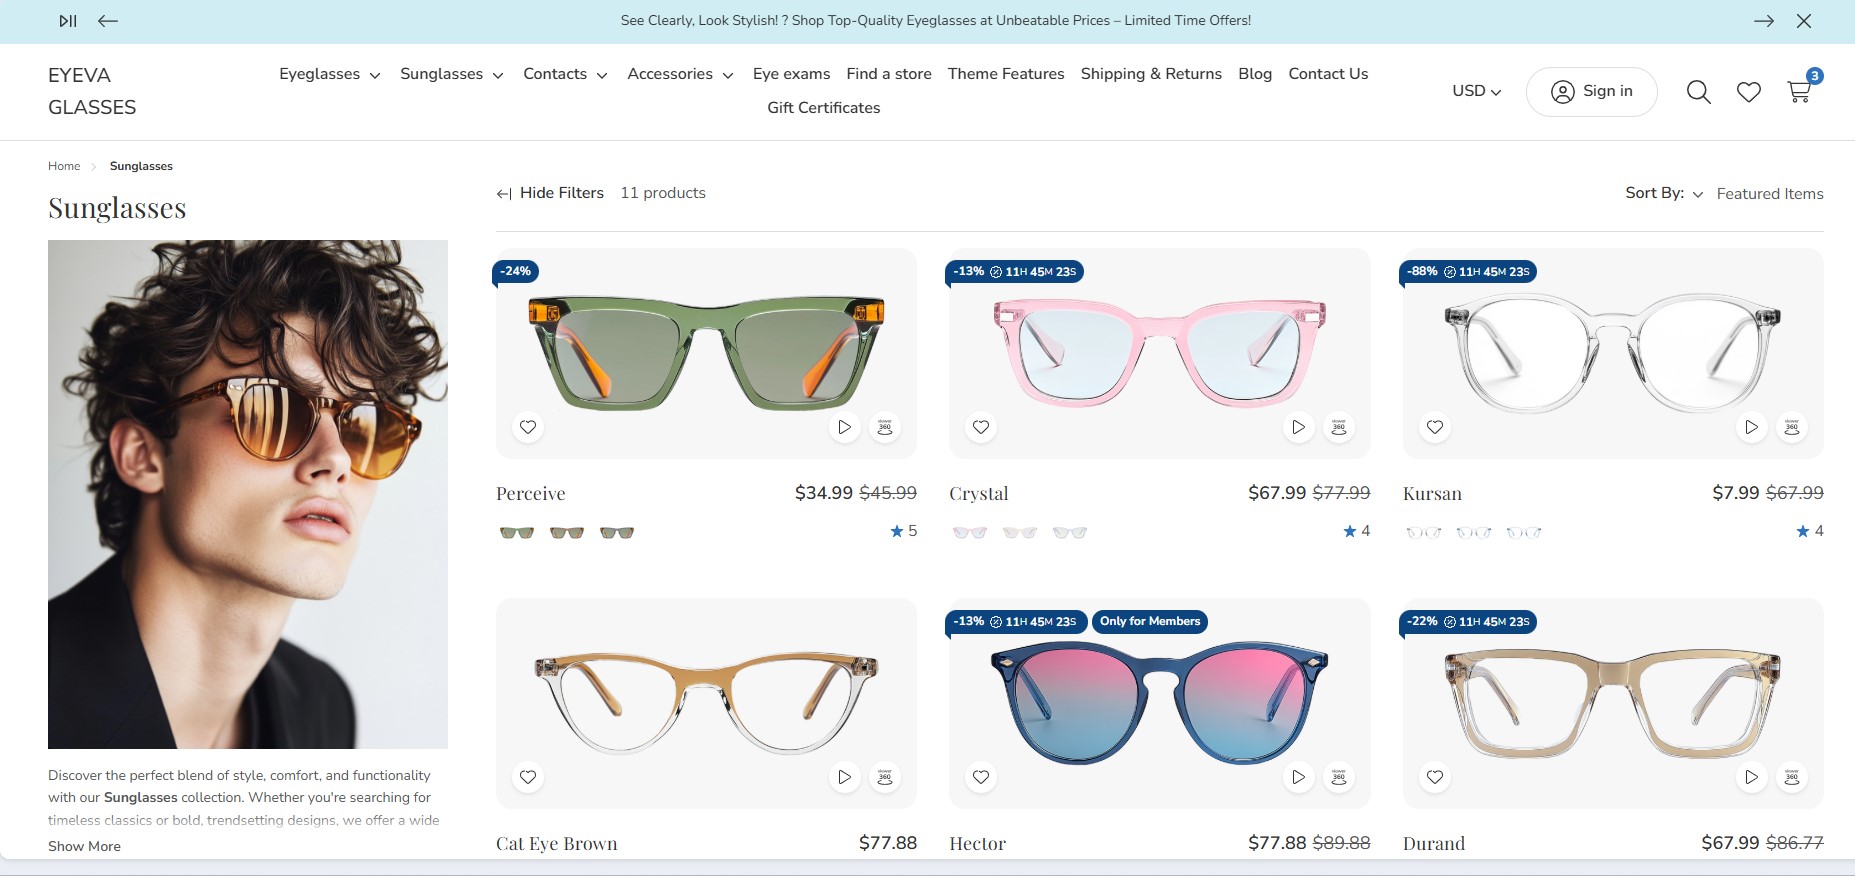 See Clearly, Look Stylish! ? Shop Top-Quality Eyeglasses at Unbeatable Prices – Limited Time Offers!
EYEVA
GLASSES
Eyeglasses Sunglasses Contacts Accessories Eye exams Find a store Theme Features Shipping & Returns Blog Contact Us
Gift Certificates
USD
Sign in
3
Home Sunglasses
Sunglasses
Discover the perfect blend of style, comfort, and functionality
with our Sunglasses collection. Whether you're searching for
timeless classics or bold, trendsetting designs, we offer a wide
Show More
Hide Filters 11 products
Sort By: Featured Items
-24%
360
Perceive $34.99 $45.99
5
-13% 11H 45M 23S
360
Crystal $67.99 $77.99
4
-88% 11H 45M 23S
360
Kursan $7.99 $67.99
4
360
Cat Eye Brown $77.88
-13% 11H 45M 23S Only for Members
360
Hector $77.88 $89.88
-22% 11H 45M 23S
360
Durand $67.99 $86.77